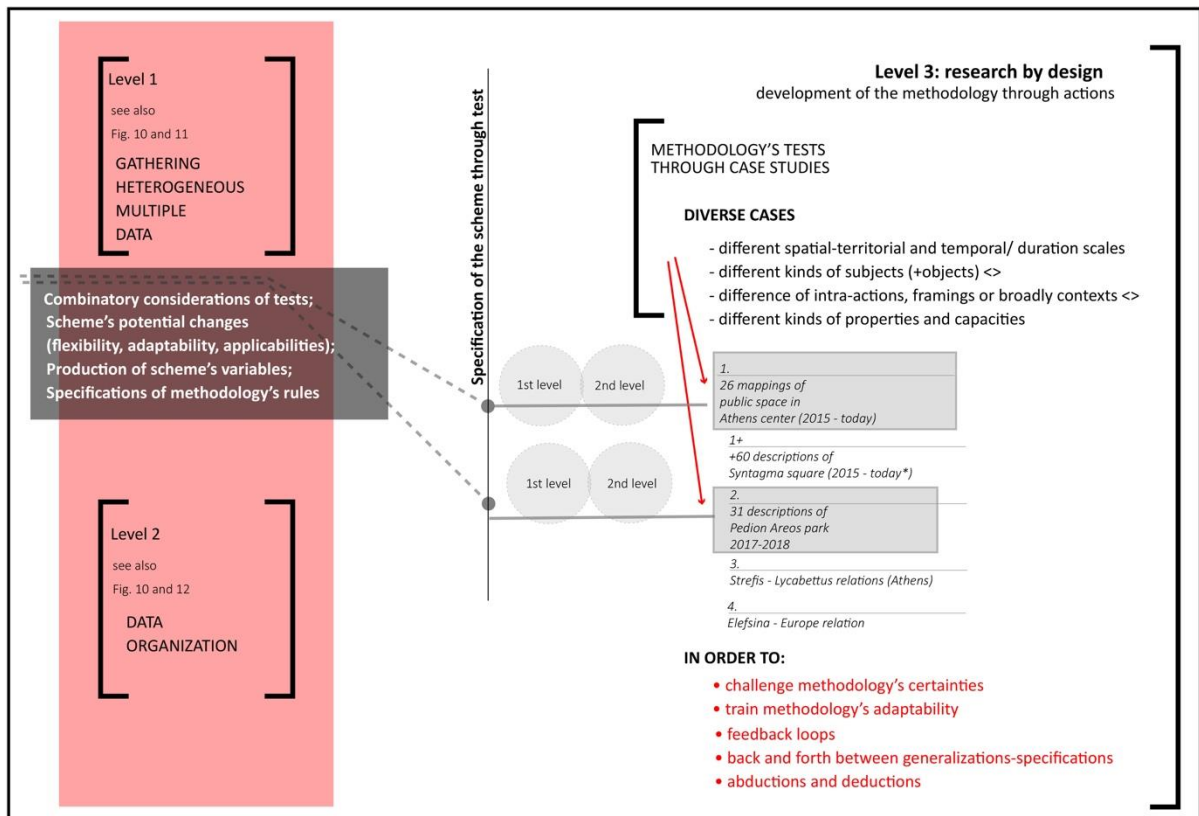 Level 1
see also
Fig. 10 and 11
GATHERING
HETEROGENEOUS
MULTIPLE
DATA
Combinatory considerations of tests;
Scheme's potential changes
(flexibility, adaptability, applicabilities);
Production of scheme's variables;
Specifications of methodology's rules
Level 2
see also
Fig. 10 and 12
DATA
ORGANIZATION
Specification of the scheme through test
1st level
2nd level
1st level
2nd level
Level 3: research by design
development of the methodology through actions
METHODOLOGY'S TESTS
THROUGH CASE STUDIES
DIVERSE CASES
- different spatial-territorial and temporal/ duration scales
- different kinds of subjects (+objects) <>
- difference of intra-actions, framings or broadly contexts <>
- different kinds of properties and capacities
1.
26 mappings of
public space in
Athens center (2015 - today)
1+
+60 descriptions of
Syntagma square (2015 - today*)
2.
31 descriptions of
Pedion Areos park
2017-2018
3.
Strefis - Lycabettus relations (Athens)
4.
Elefsina - Europe relation
IN ORDER TO:
• challenge methodology's certainties
• train methodology's adaptability
• feedback loops
• back and forth between generalizations-specifications
• abductions and deductions